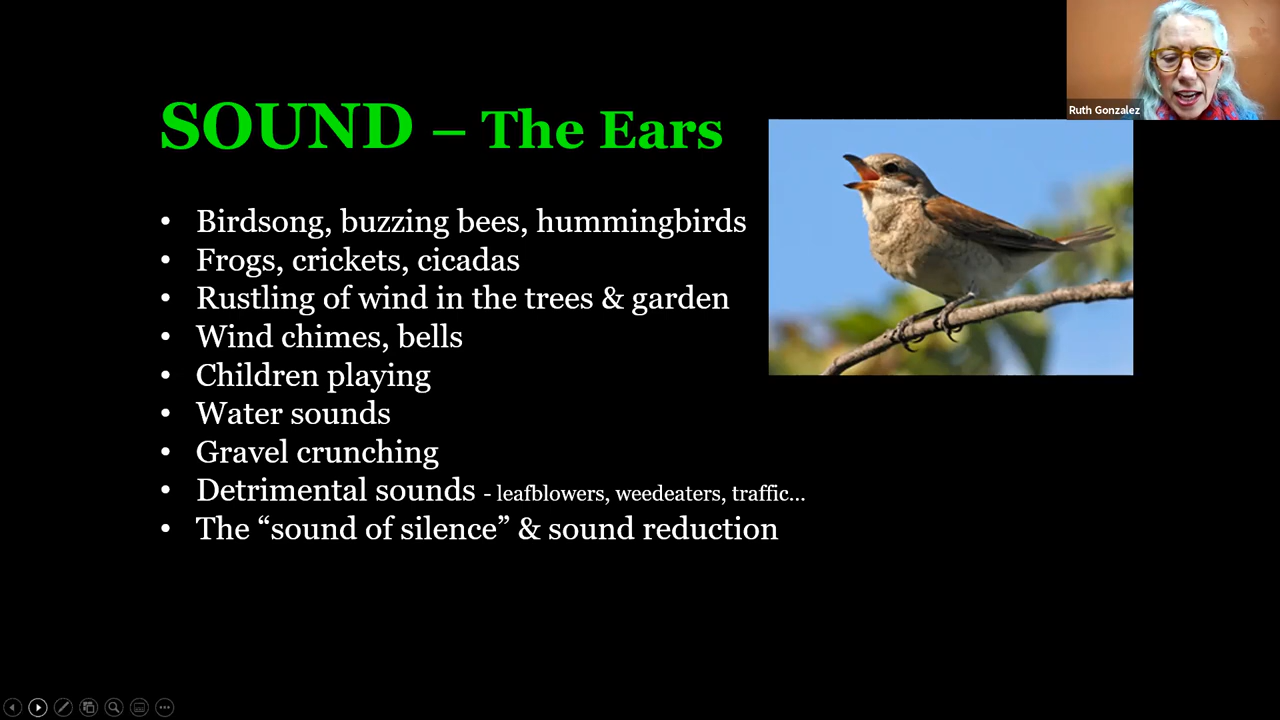 Ruth Gonzalez
SOUND – The Ears
• Birdsong, buzzing bees, hummingbirds
• Frogs, crickets, cicadas
• Rustling of wind in the trees & garden
• Wind chimes, bells
• Children playing
• Water sounds
• Gravel crunching
• Detrimental sounds - leafblowers, weedeaters, traffic...
• The “sound of silence” & sound reduction